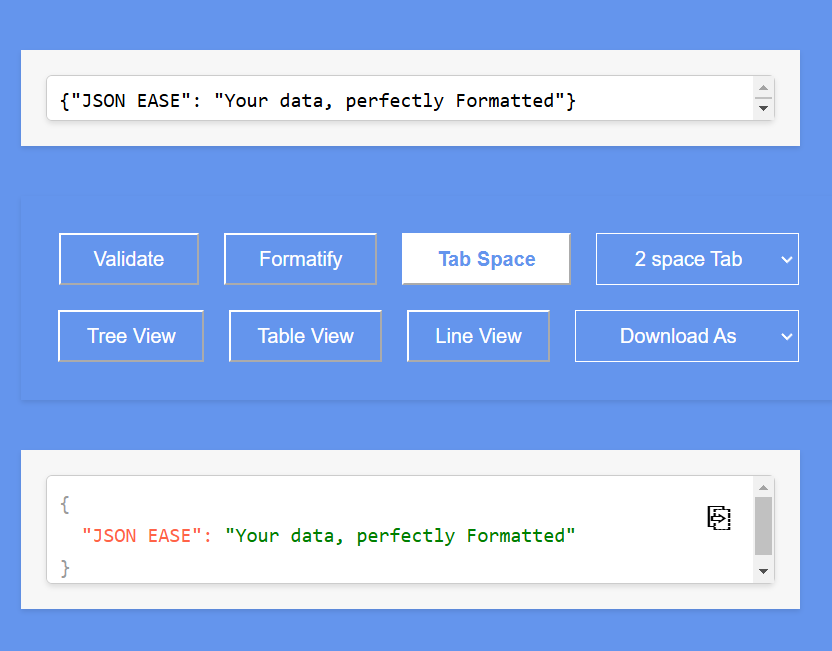 {"JSON EASE": "Your data, perfectly Formatted"}
Validate Formatify Tab Space 2 space Tab
Tree View Table View Line View Download As
{
"JSON EASE": "Your data, perfectly Formatted"
}